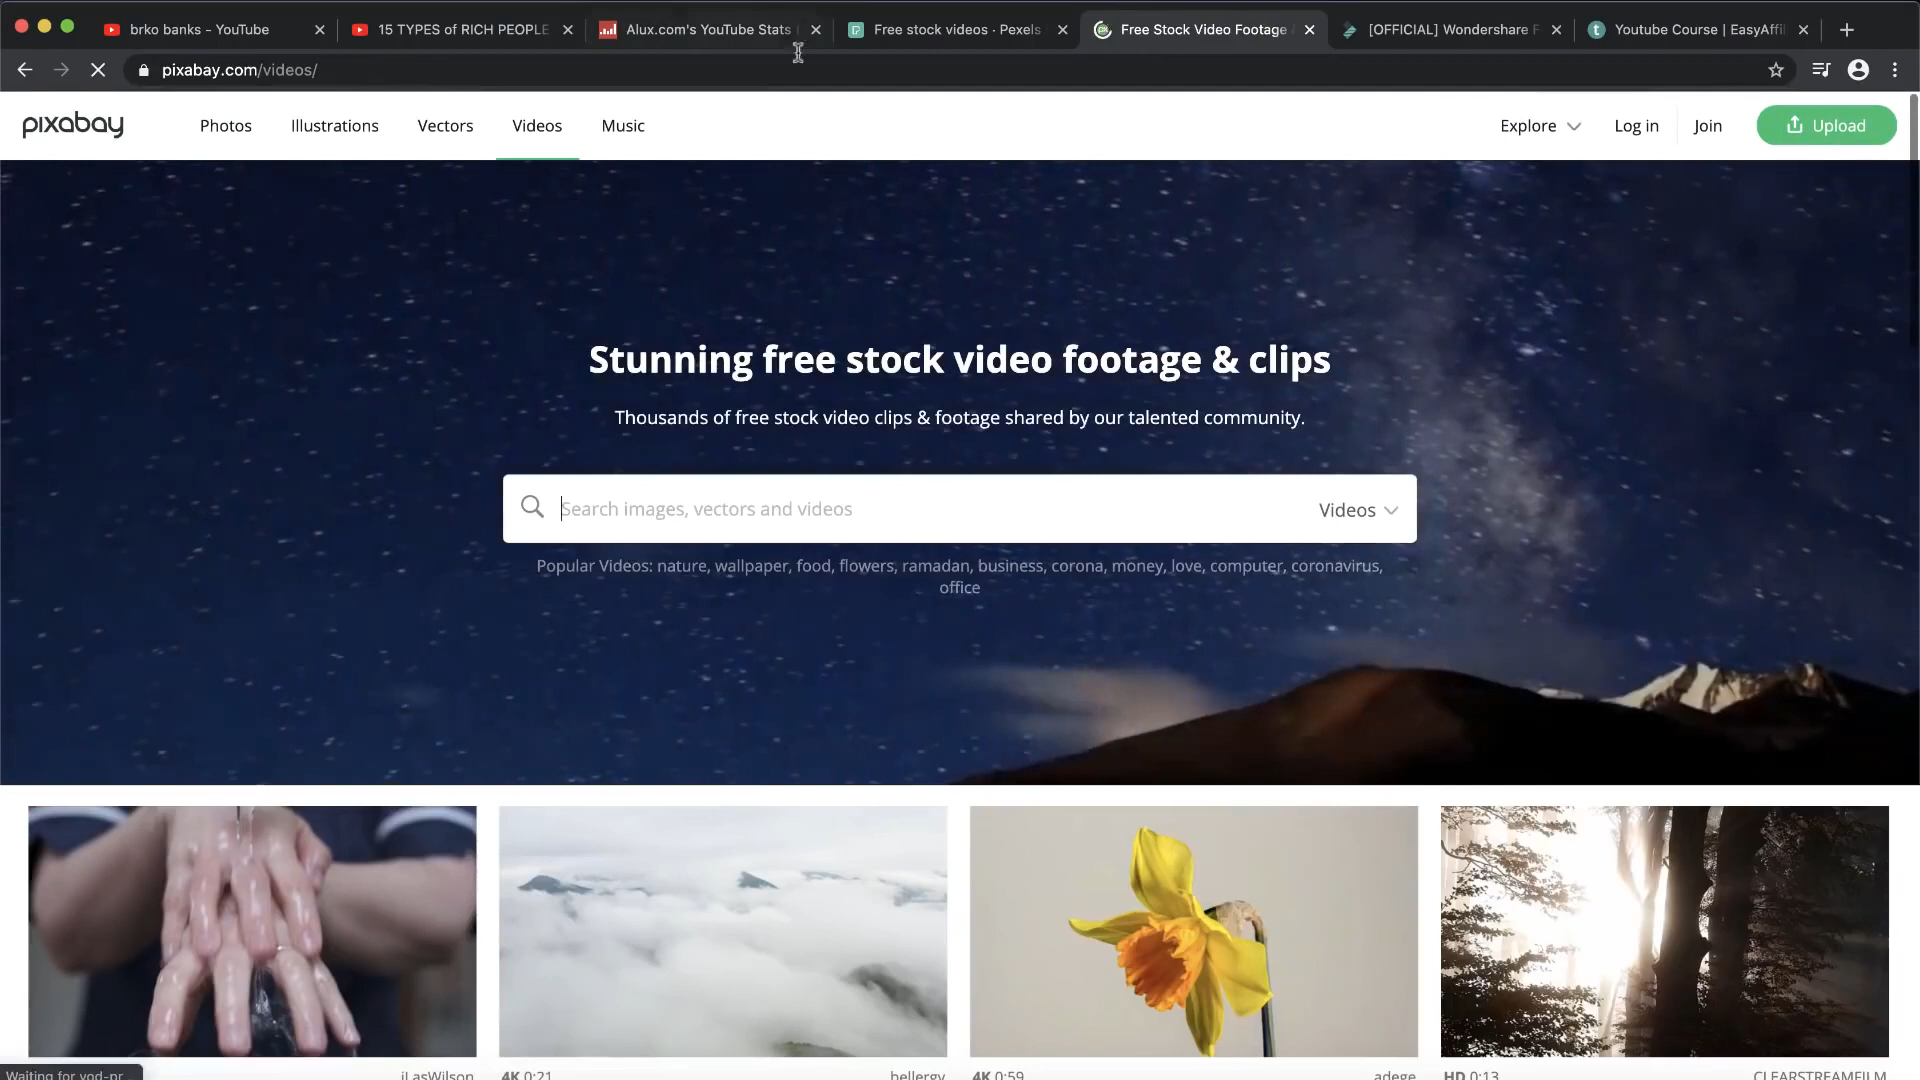 brko banks - YouTube
15 TYPES of RICH PEOPLE
Alux.com's YouTube Stats
Free stock videos · Pexels
Free Stock Video Footage
[OFFICIAL] Wondershare F
Youtube Course | EasyAffil
pixabay.com/videos/
pixabay
Photos
Illustrations
Vectors
Videos
Music
Explore
Log in
Join
Upload
Stunning free stock video footage & clips
Thousands of free stock video clips & footage shared by our talented community.
Search images, vectors and videos
Videos
Popular Videos: nature, wallpaper, food, flowers, ramadan, business, corona, money, love, computer, coronavirus,
office
4K 0:21
bellergy
4K 0:59
adege
HD 0:13
CLEARSTREAMFILM
Waiting for vod-pr